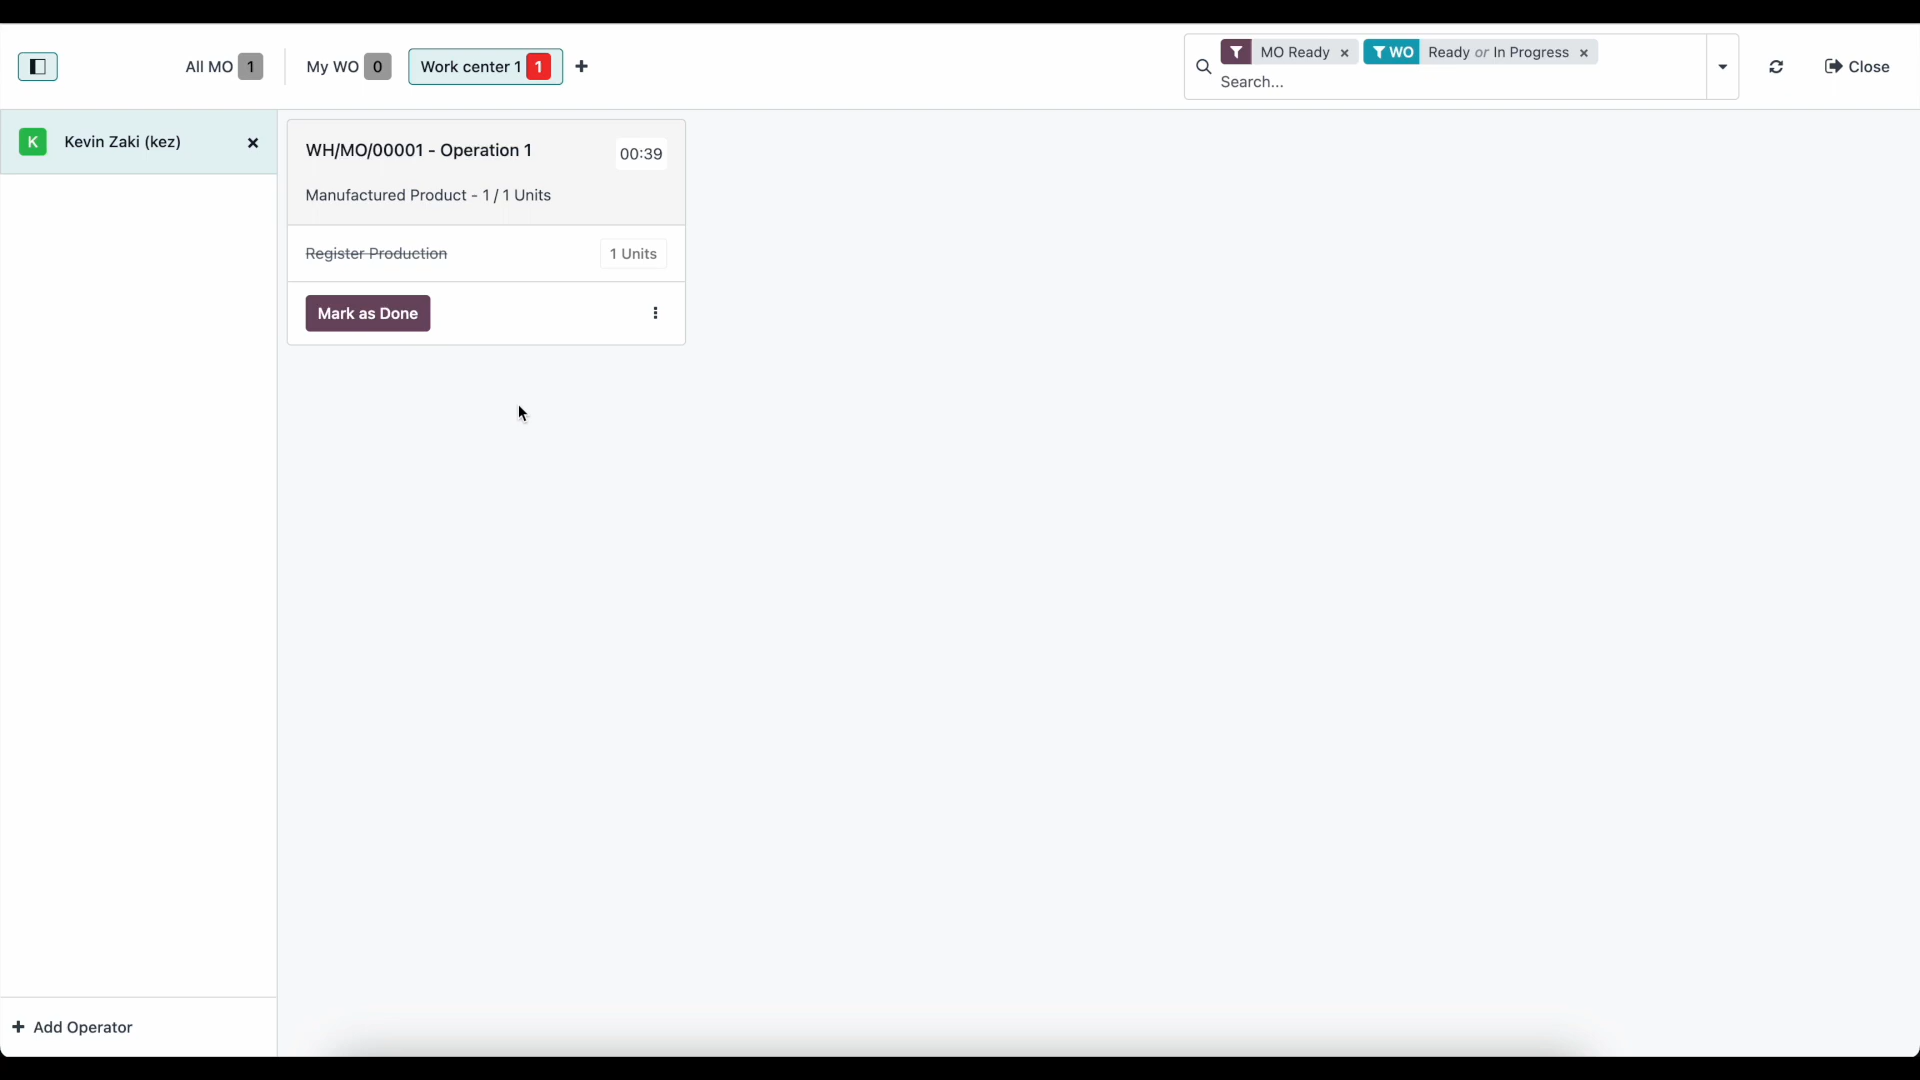 All MO 1
My WO 0
Work center 1 1
MO Ready
WO Ready or In Progress
Search...
Close
K Kevin Zaki (kez)
WH/MO/00001 - Operation 1
00:39
Manufactured Product - 1 / 1 Units
Register Production
1 Units
Mark as Done
Add Operator